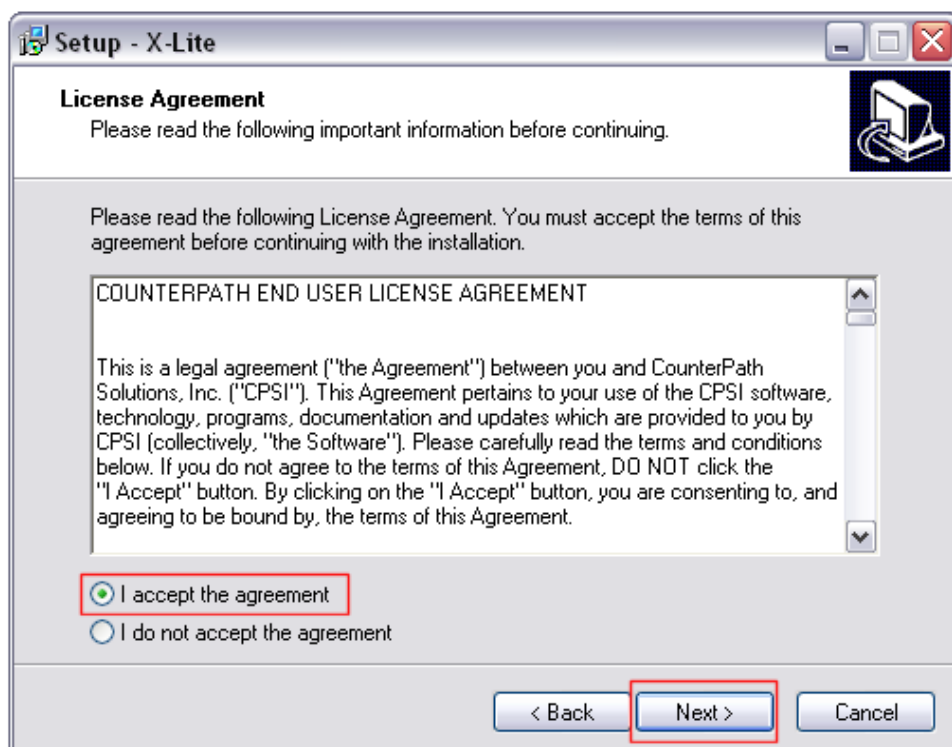 Setup - X-Lite
License Agreement
Please read the following important information before continuing.
Please read the following License Agreement. You must accept the terms of this
agreement before continuing with the installation.
COUNTERPATH END USER LICENSE AGREEMENT
This is a legal agreement ("the Agreement") between you and CounterPath
Solutions, Inc. ("CPSI"). This Agreement pertains to your use of the CPSI software,
technology, programs, documentation and updates which are provided to you by
CPSI (collectively, "the Software"). Please carefully read the terms and conditions
below. If you do not agree to the terms of this Agreement, DO NOT click the
"I Accept" button. By clicking on the "I Accept" button, you are consenting to, and
agreeing to be bound by, the terms of this Agreement.
I accept the agreement
I do not accept the agreement
< Back Next > Cancel